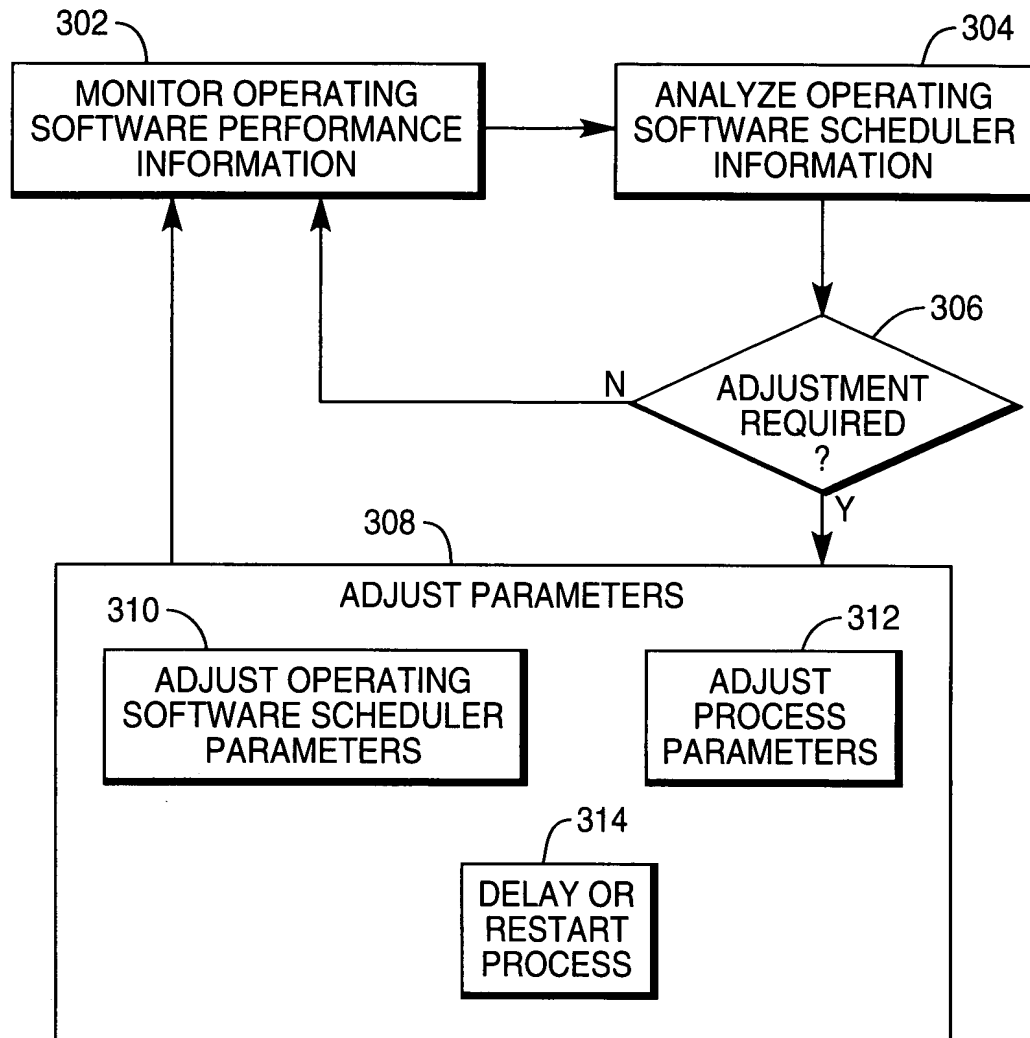 302
MONITOR OPERATING
SOFTWARE PERFORMANCE
INFORMATION
304
ANALYZE OPERATING
SOFTWARE SCHEDULER
INFORMATION
306
ADJUSTMENT
REQUIRED
?
N
Y
308
ADJUST PARAMETERS
310
ADJUST OPERATING
SOFTWARE SCHEDULER
PARAMETERS
312
ADJUST
PROCESS
PARAMETERS
314
DELAY OR
RESTART
PROCESS